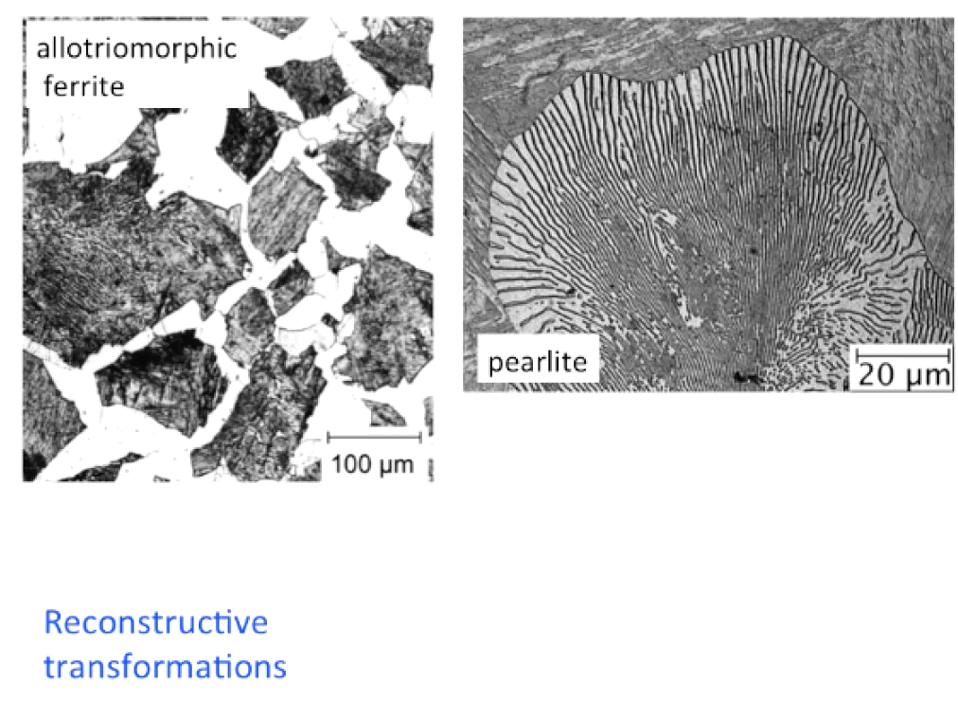 allotriomorphic
ferrite
100 µm
pearlite
20 µm
Reconstructive
transformations